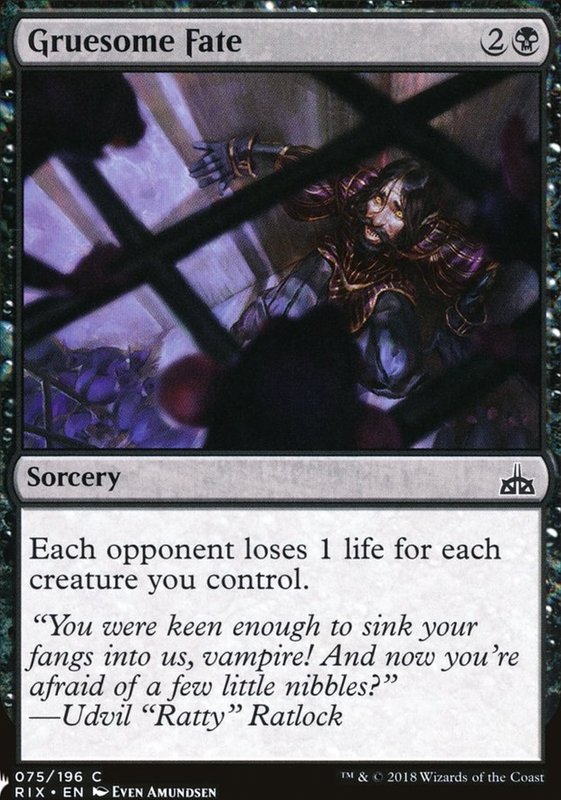 Gruesome Fate 2
Sorcery
Each opponent loses 1 life for each
creature you control.
“You were keen enough to sink your
fangs into us, vampire! And now you’re
afraid of a few little nibbles?”
—Udvil “Ratty” Ratlock
075/196 C
RIX • EN Even Amundsen
™ & © 2018 Wizards of the Coast